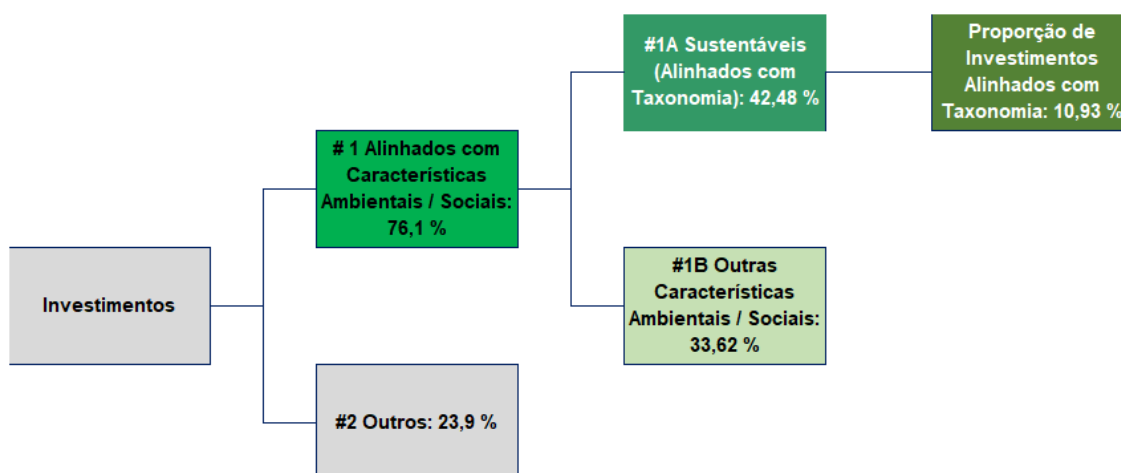 #1A Sustentáveis
(Alinhados com
Taxonomia): 42,48 %
Proporção de
Investimentos
Alinhados com
Taxonomia: 10,93 %
# 1 Alinhados com
Características
Ambientais / Sociais:
76,1 %
Investimentos
#1B Outras
Características
Ambientais / Sociais:
33,62 %
#2 Outros: 23,9 %